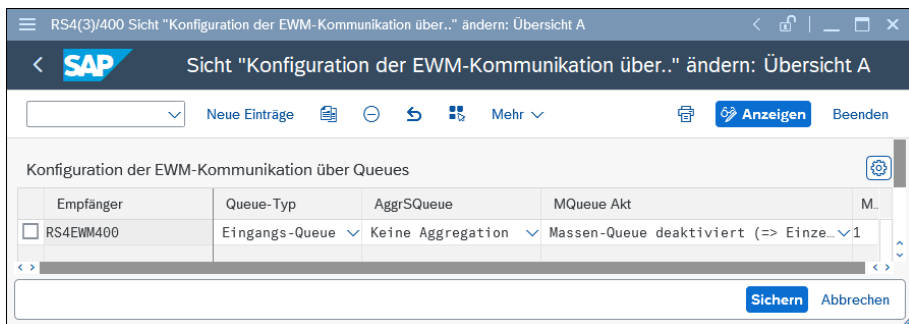 RS4(3)/400 Sicht "Konfiguration der EWM-Kommunikation über.." ändern: Übersicht A
SAP Sicht "Konfiguration der EWM-Kommunikation über.." ändern: Übersicht A
Neue Einträge Mehr Anzeigen Beenden
Konfiguration der EWM-Kommunikation über Queues
Empfänger Queue-Typ AggrSQueue MQueue Akt M..
RS4EWM400 Eingangs-Queue Keine Aggregation Massen-Queue deaktiviert (=> Einze… 1
Sichern Abbrechen